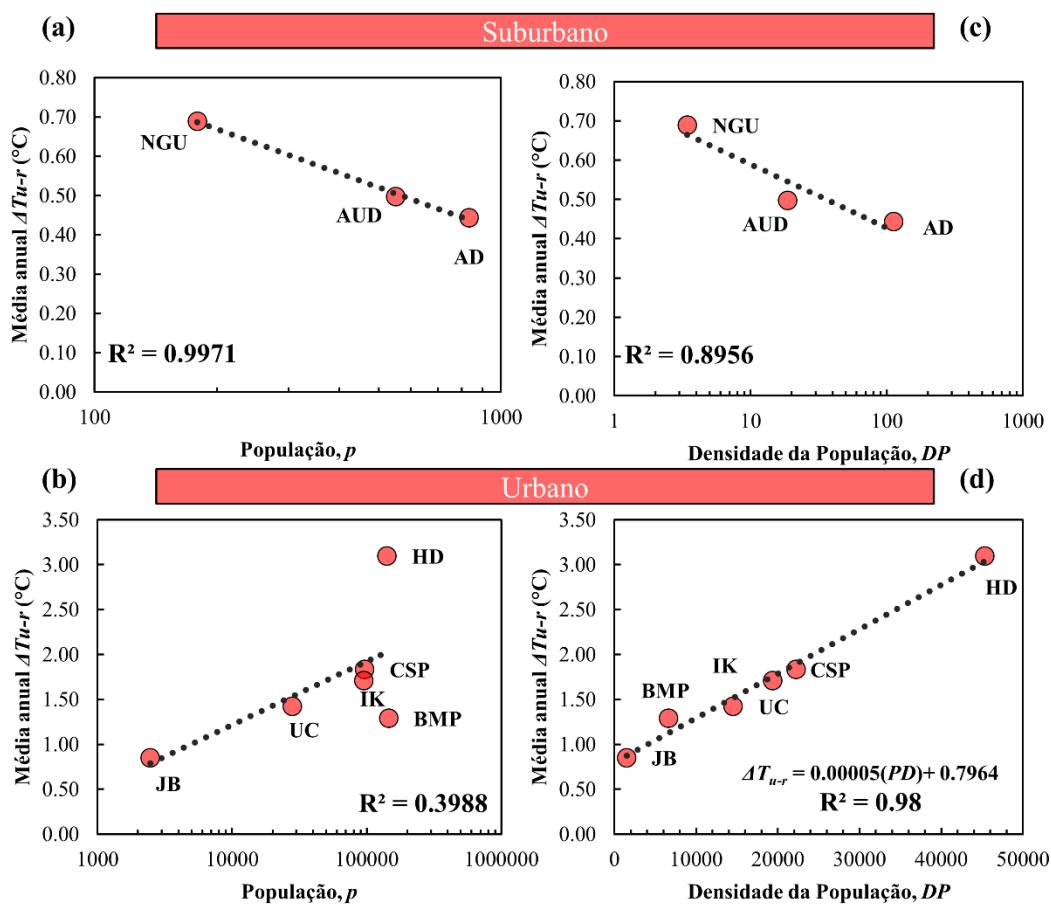 (a)
Suburbano
(c)
Média anual ΔTu-r (°C)
0.80
0.70
0.60
0.50
0.40
0.30
0.20
0.10
0.00
NGU
AUD
AD
R² = 0.9971
100
1000
População, p
Média anual ΔTu-r (°C)
0.80
0.70
0.60
0.50
0.40
0.30
0.20
0.10
0.00
NGU
AUD
AD
R² = 0.8956
1
10
100
1000
Densidade da População, DP
(b)
Urbano
(d)
Média anual ΔTu-r (°C)
3.50
3.00
2.50
2.00
1.50
1.00
0.50
0.00
HD
CSP
IK
UC
BMP
JB
R² = 0.3988
1000
10000
100000
1000000
População, p
Média anual ΔTu-r (°C)
3.50
3.00
2.50
2.00
1.50
1.00
0.50
0.00
HD
IK
CSP
BMP
UC
JB
ΔTu-r = 0.00005(PD)+ 0.7964
R² = 0.98
0
10000
20000
30000
40000
50000
Densidade da População, DP